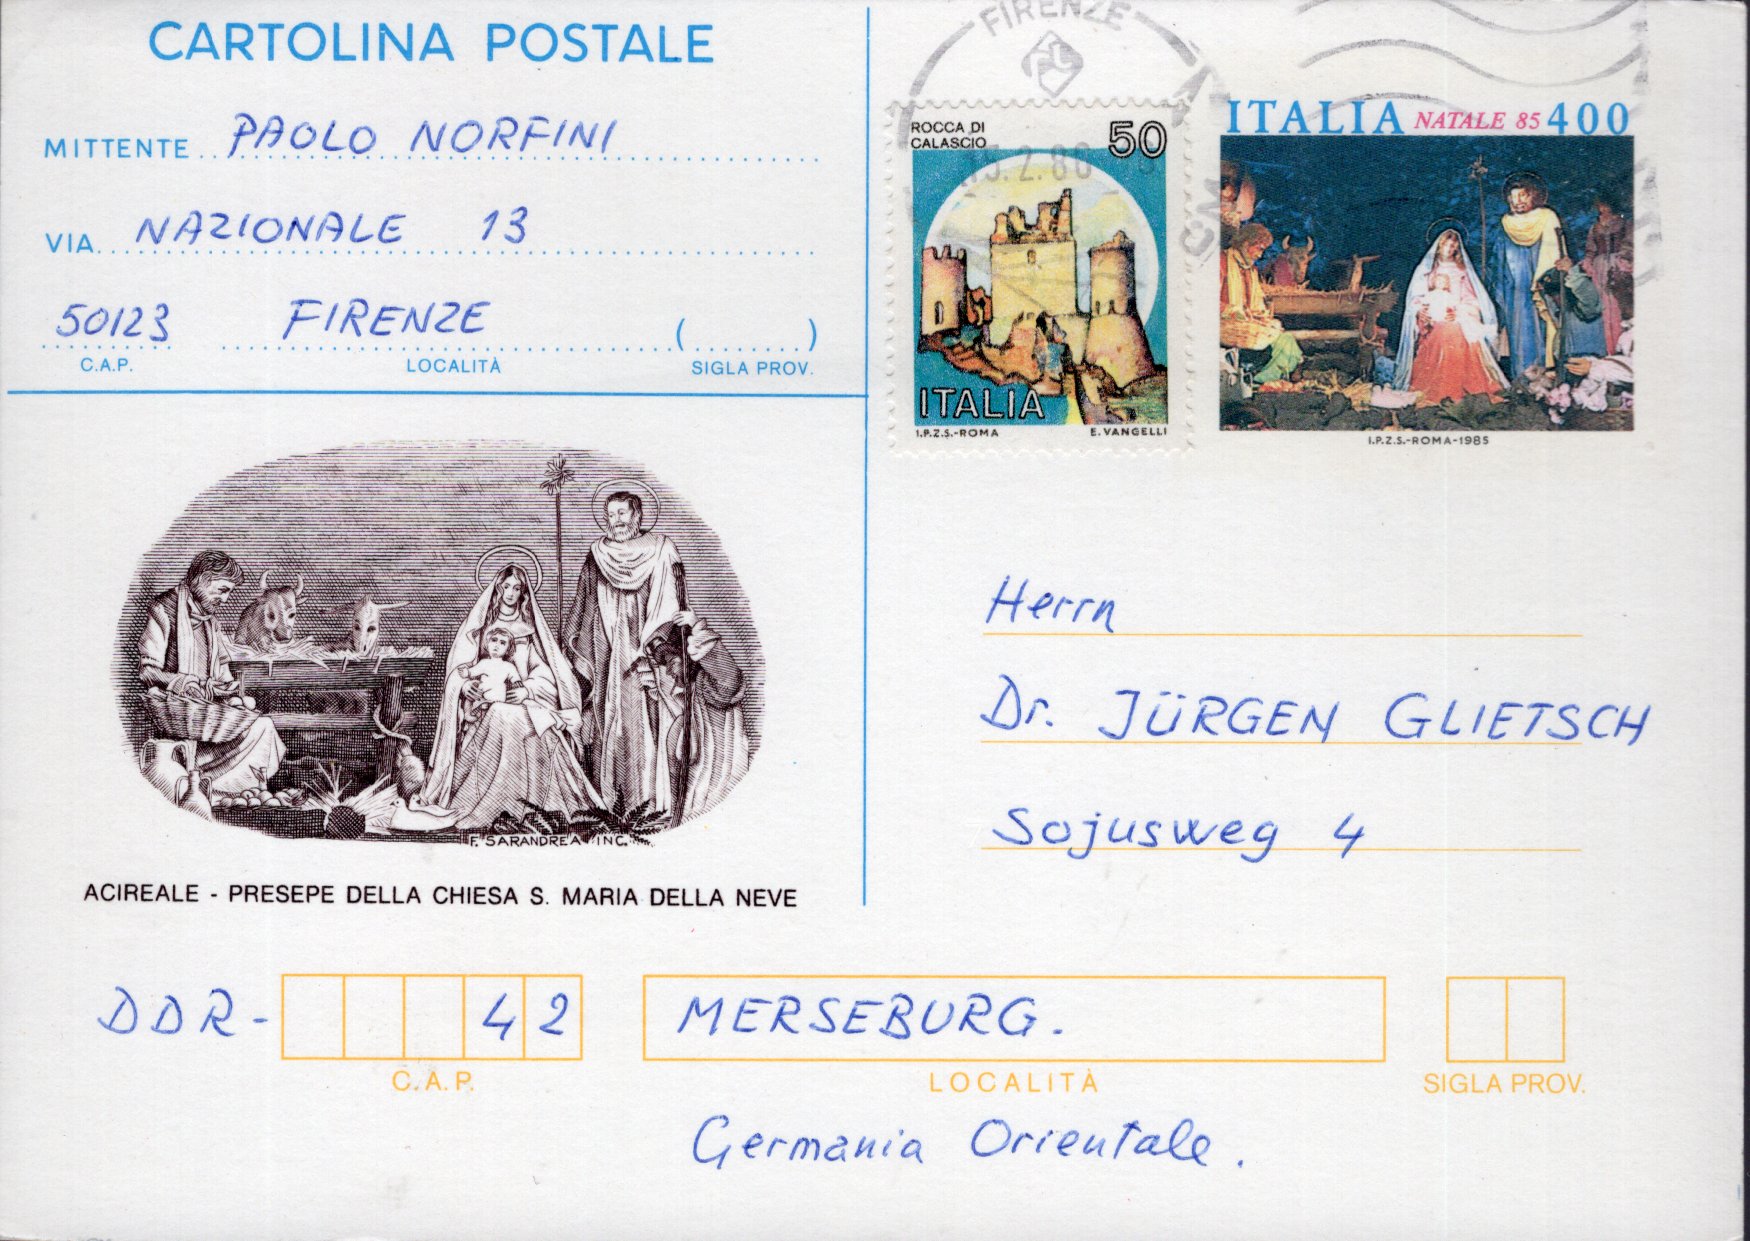 CARTOLINA POSTALE
MITTENTE PAOLO NORFINI
VIA NAZIONALE 13
50123 FIRENZE ( )
C.A.P. LOCALITÀ SIGLA PROV.
FIRENZE
ROCCA DI
CALASCIO
50
ITALIA
I.P.Z.S.-ROMA E. VANGELLI
ITALIA NATALE 85 400
I.P.Z.S.-ROMA-1985
F. SARANDREA INC.
ACIREALE - PRESEPE DELLA CHIESA S. MARIA DELLA NEVE
Herrn
Dr. JÜRGEN GLIETSCH
Sojusweg 4
DDR- 42 MERSEBURG.
C.A.P. LOCALITÀ SIGLA PROV.
Germania Orientale.